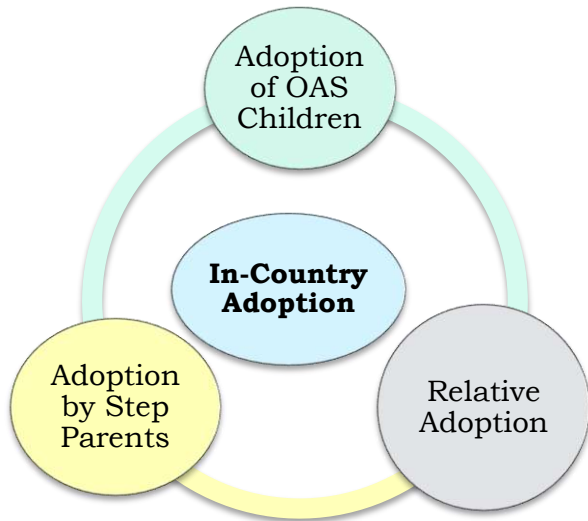 Adoption
of OAS
Children
In-Country
Adoption
Adoption
by Step
Parents
Relative
Adoption